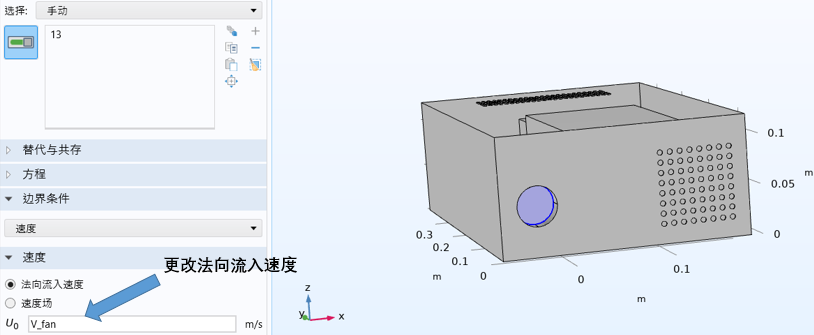 选择: 手动
13
替代与共存
方程
边界条件
速度
速度
更改法向流入速度
法向流入速度
速度场
U₀ V_fan m/s
0.1
m
0.05
0
0.3
0.2
0.1
m
0
0
0.1
m
z
y x